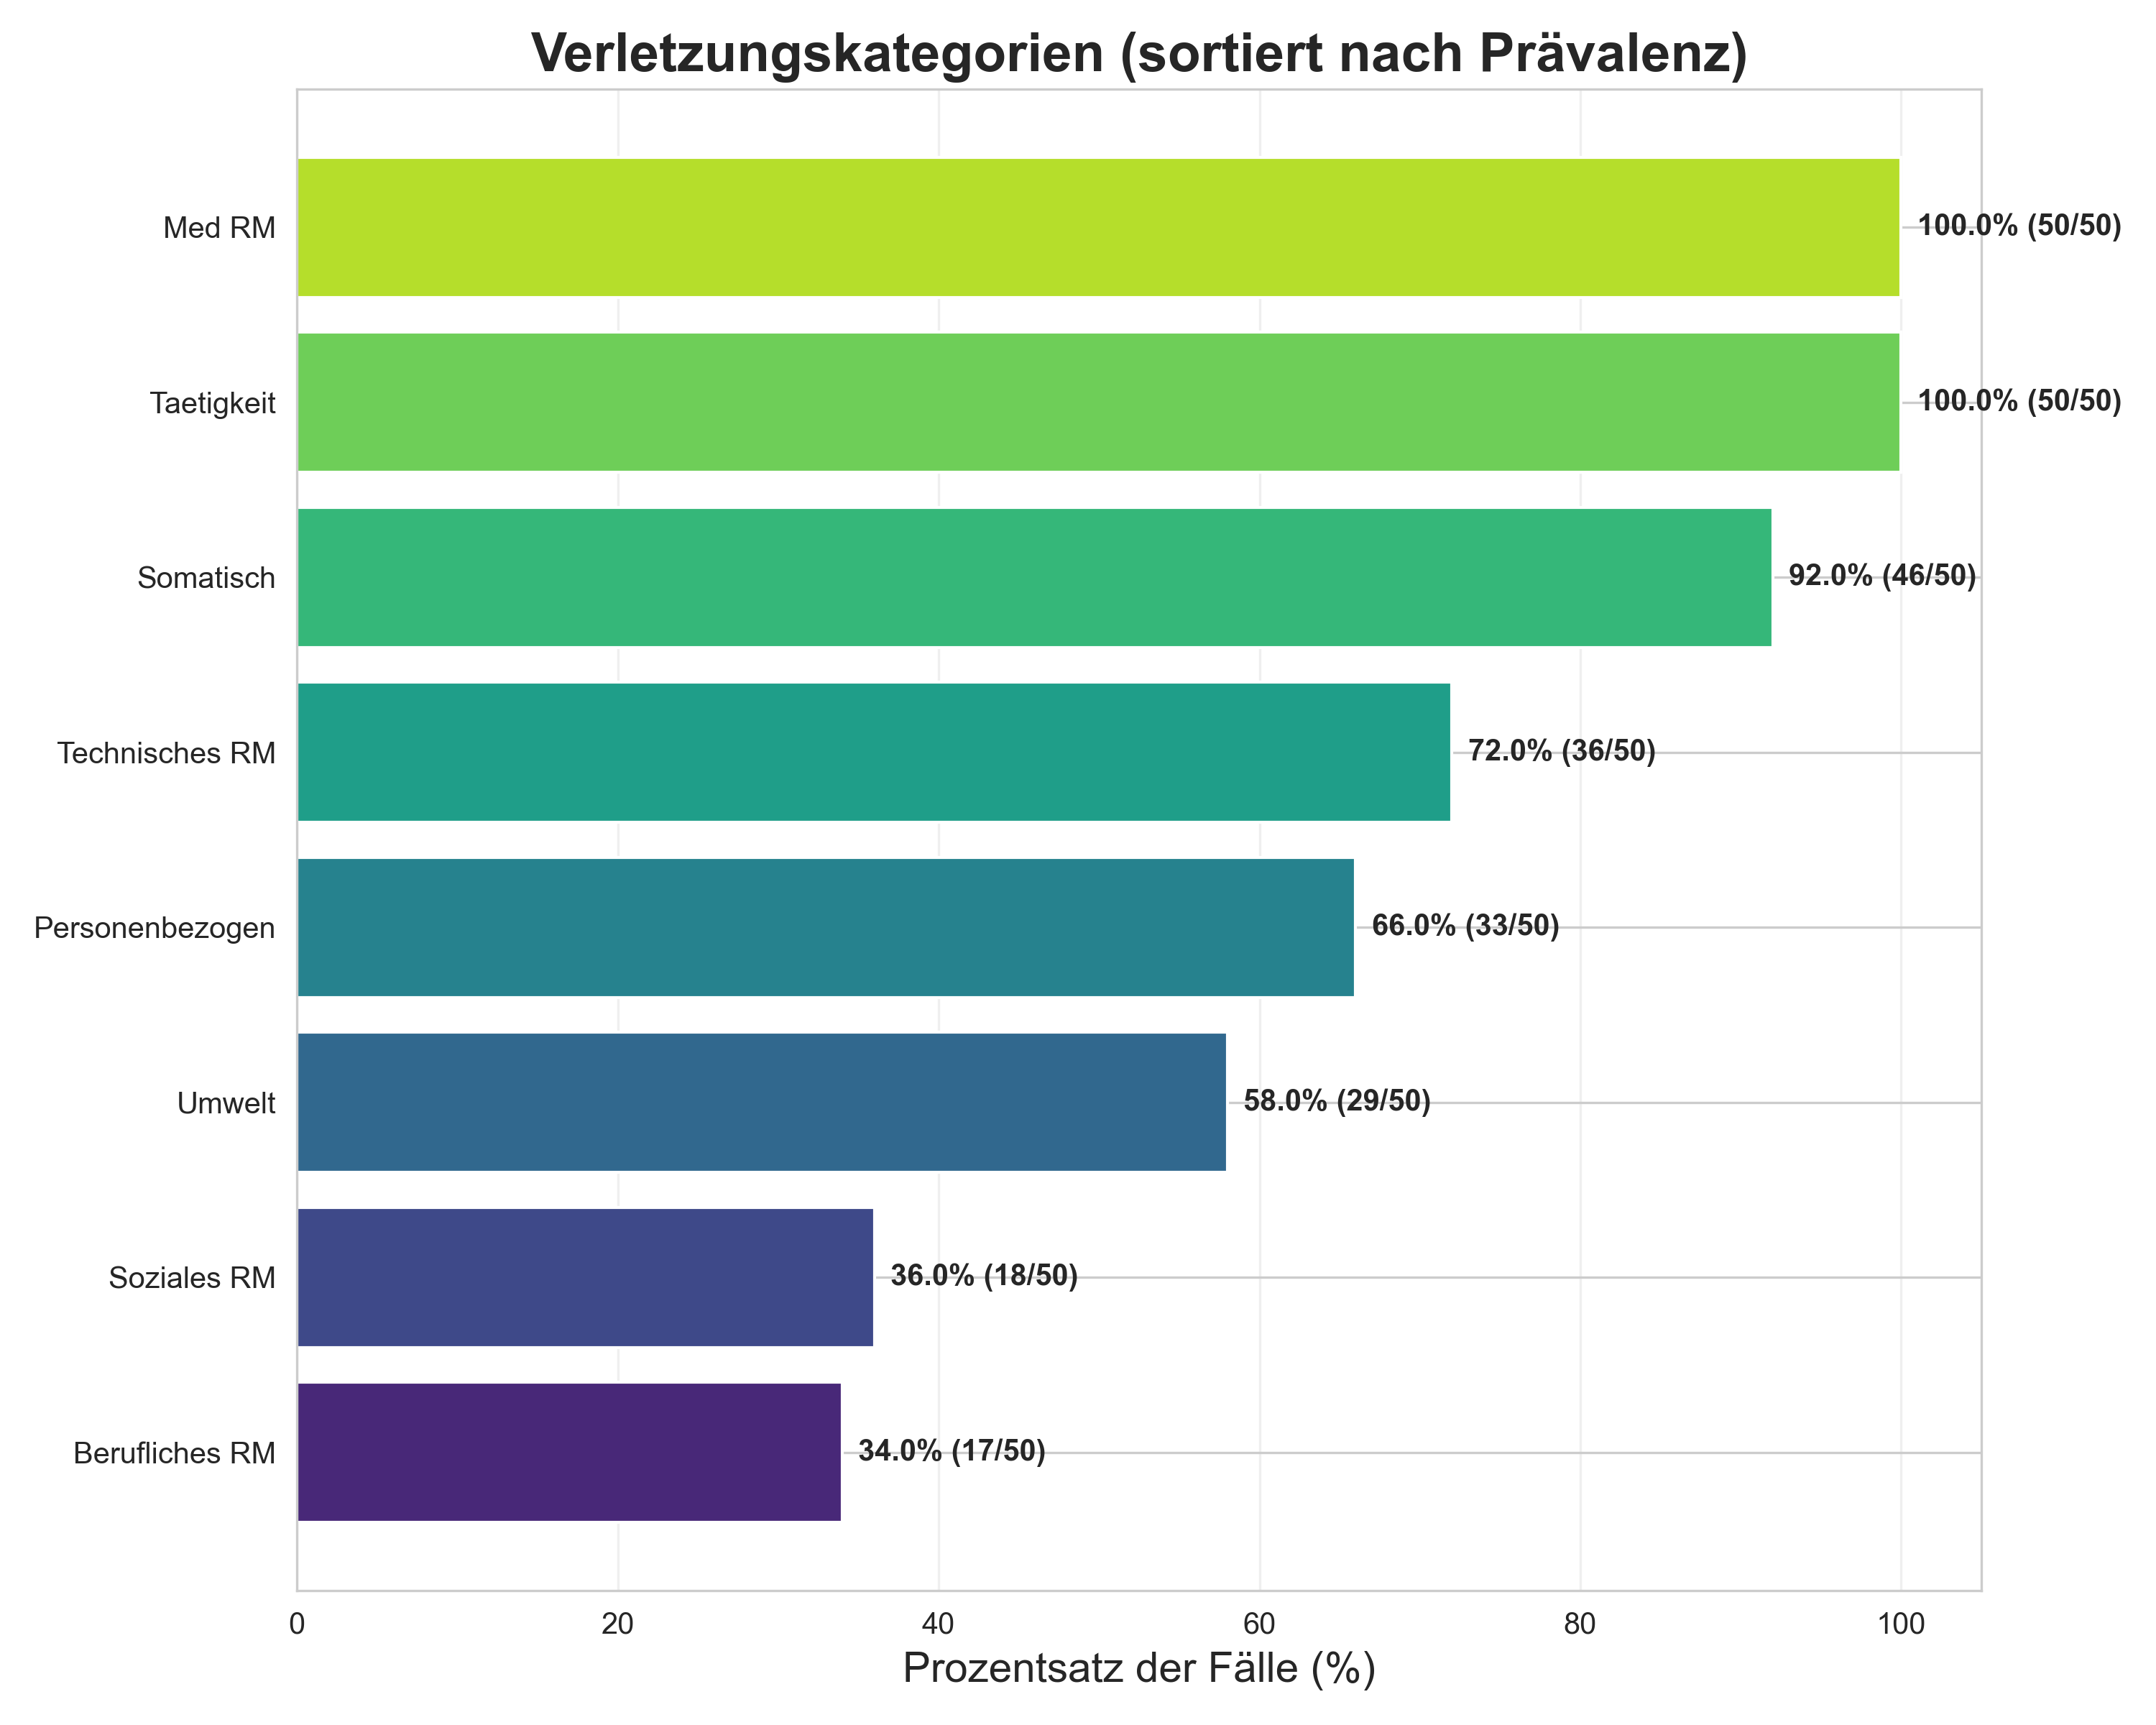 Verletzungskategorien (sortiert nach Prävalenz)
Med RM 100.0% (50/50)
Taetigkeit 100.0% (50/50)
Somatisch 92.0% (46/50)
Technisches RM 72.0% (36/50)
Personenbezogen 66.0% (33/50)
Umwelt 58.0% (29/50)
Soziales RM 36.0% (18/50)
Berufliches RM 34.0% (17/50)
0 20 40 60 80 100
Prozentsatz der Fälle (%)